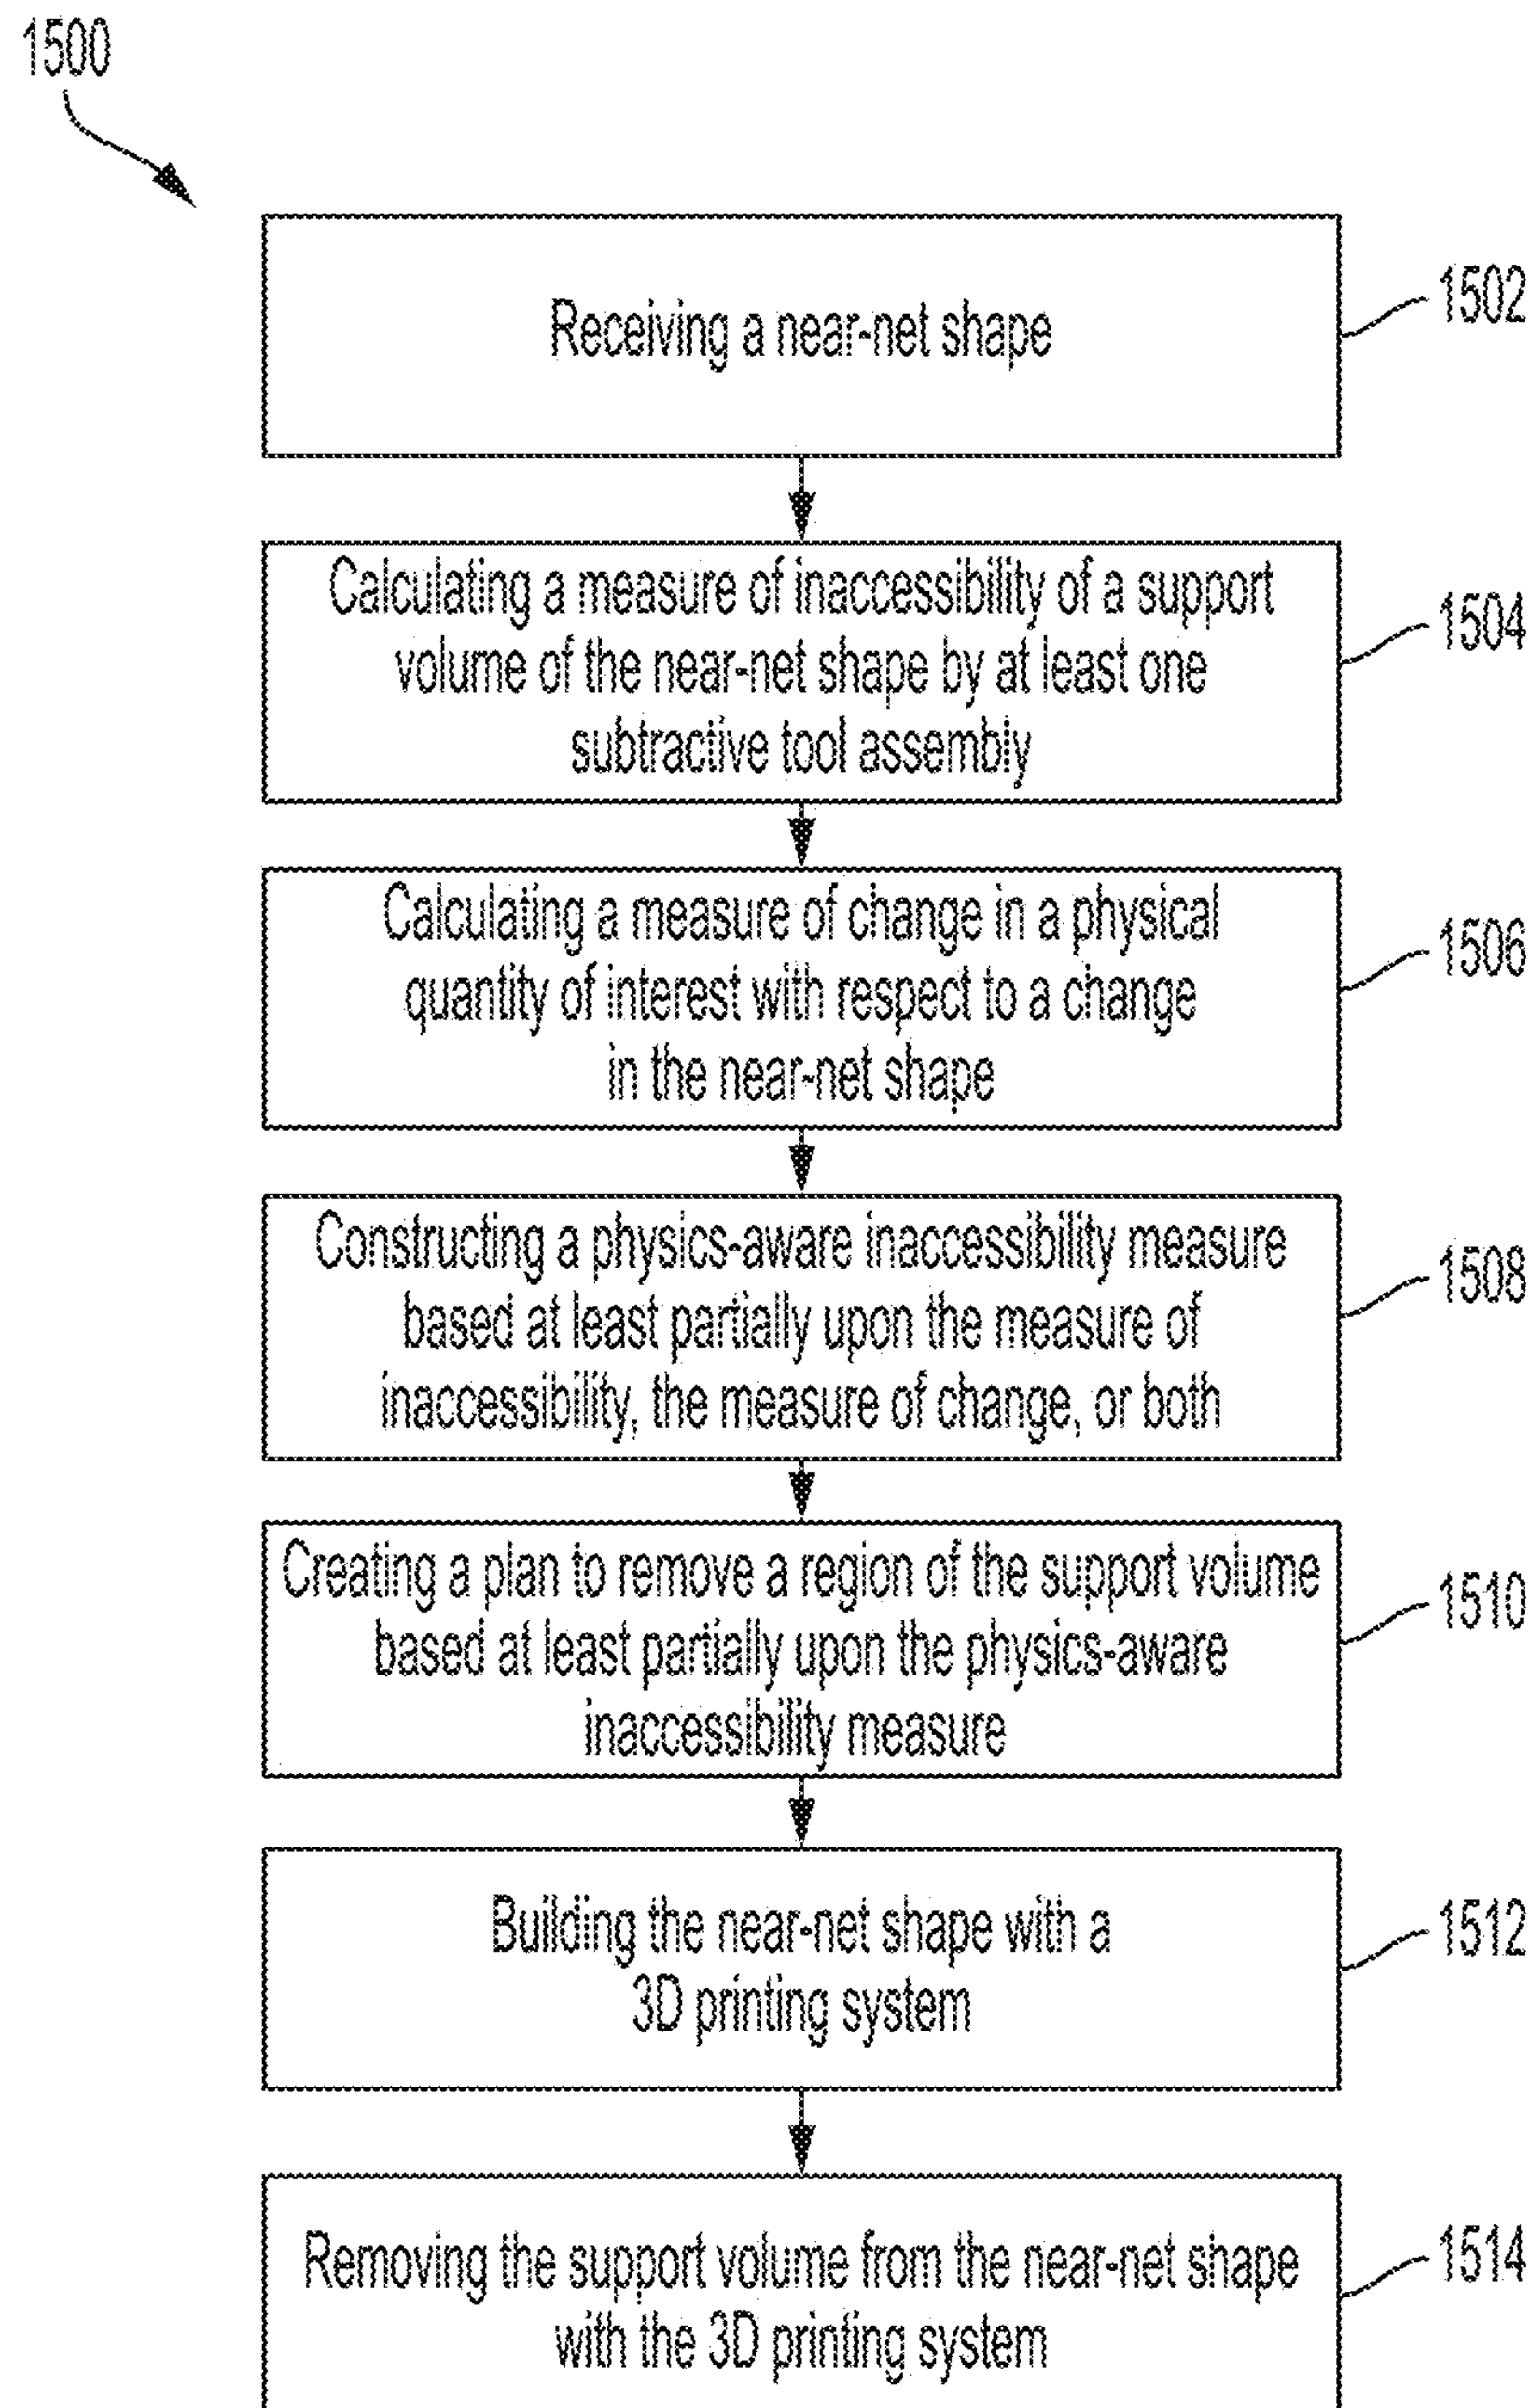 1500
Receiving a near-net shape
1502
Calculating a measure of inaccessibility of a support
volume of the near-net shape by at least one
subtractive tool assembly
1504
Calculating a measure of change in a physical
quantity of interest with respect to a change
in the near-net shape
1506
Constructing a physics-aware inaccessibility measure
based at least partially upon the measure of
inaccessibility, the measure of change, or both
1508
Creating a plan to remove a region of the support volume
based at least partially upon the physics-aware
inaccessibility measure
1510
Building the near-net shape with a
3D printing system
1512
Removing the support volume from the near-net shape
with the 3D printing system
1514